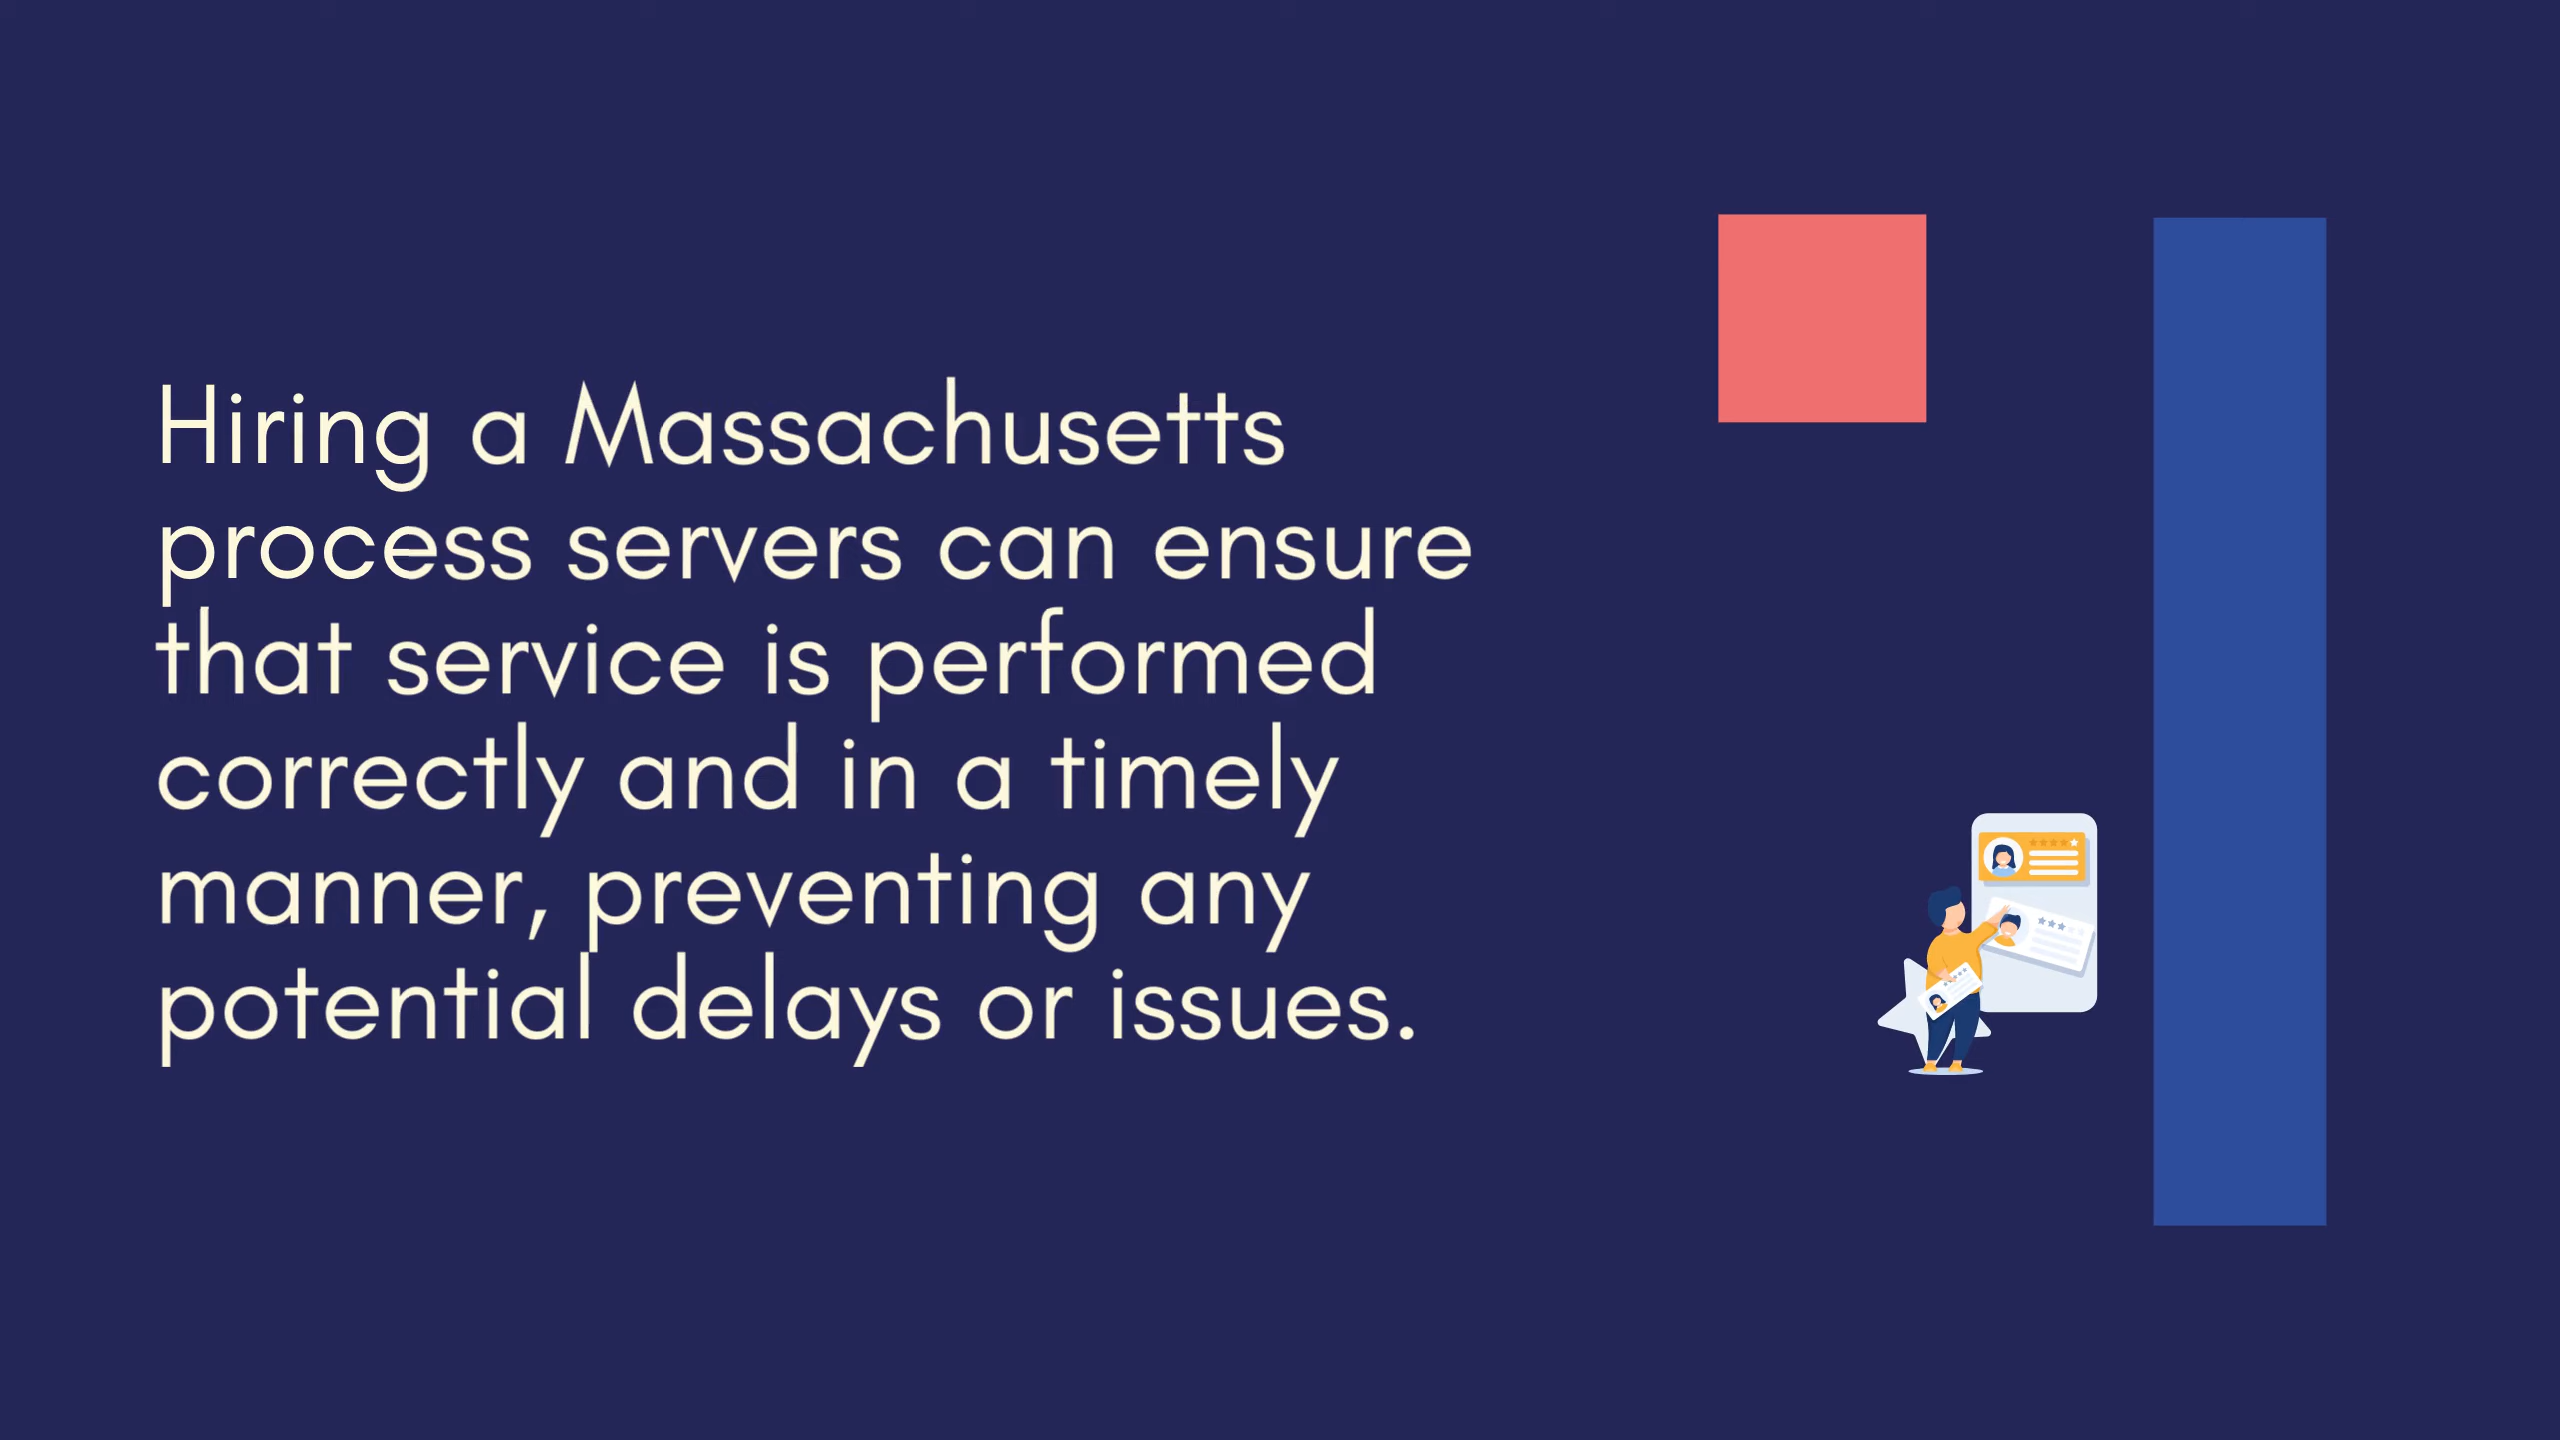 Hiring a Massachusetts
process servers can ensure
that service is performed
correctly and in a timely
manner, preventing any
potential delays or issues.